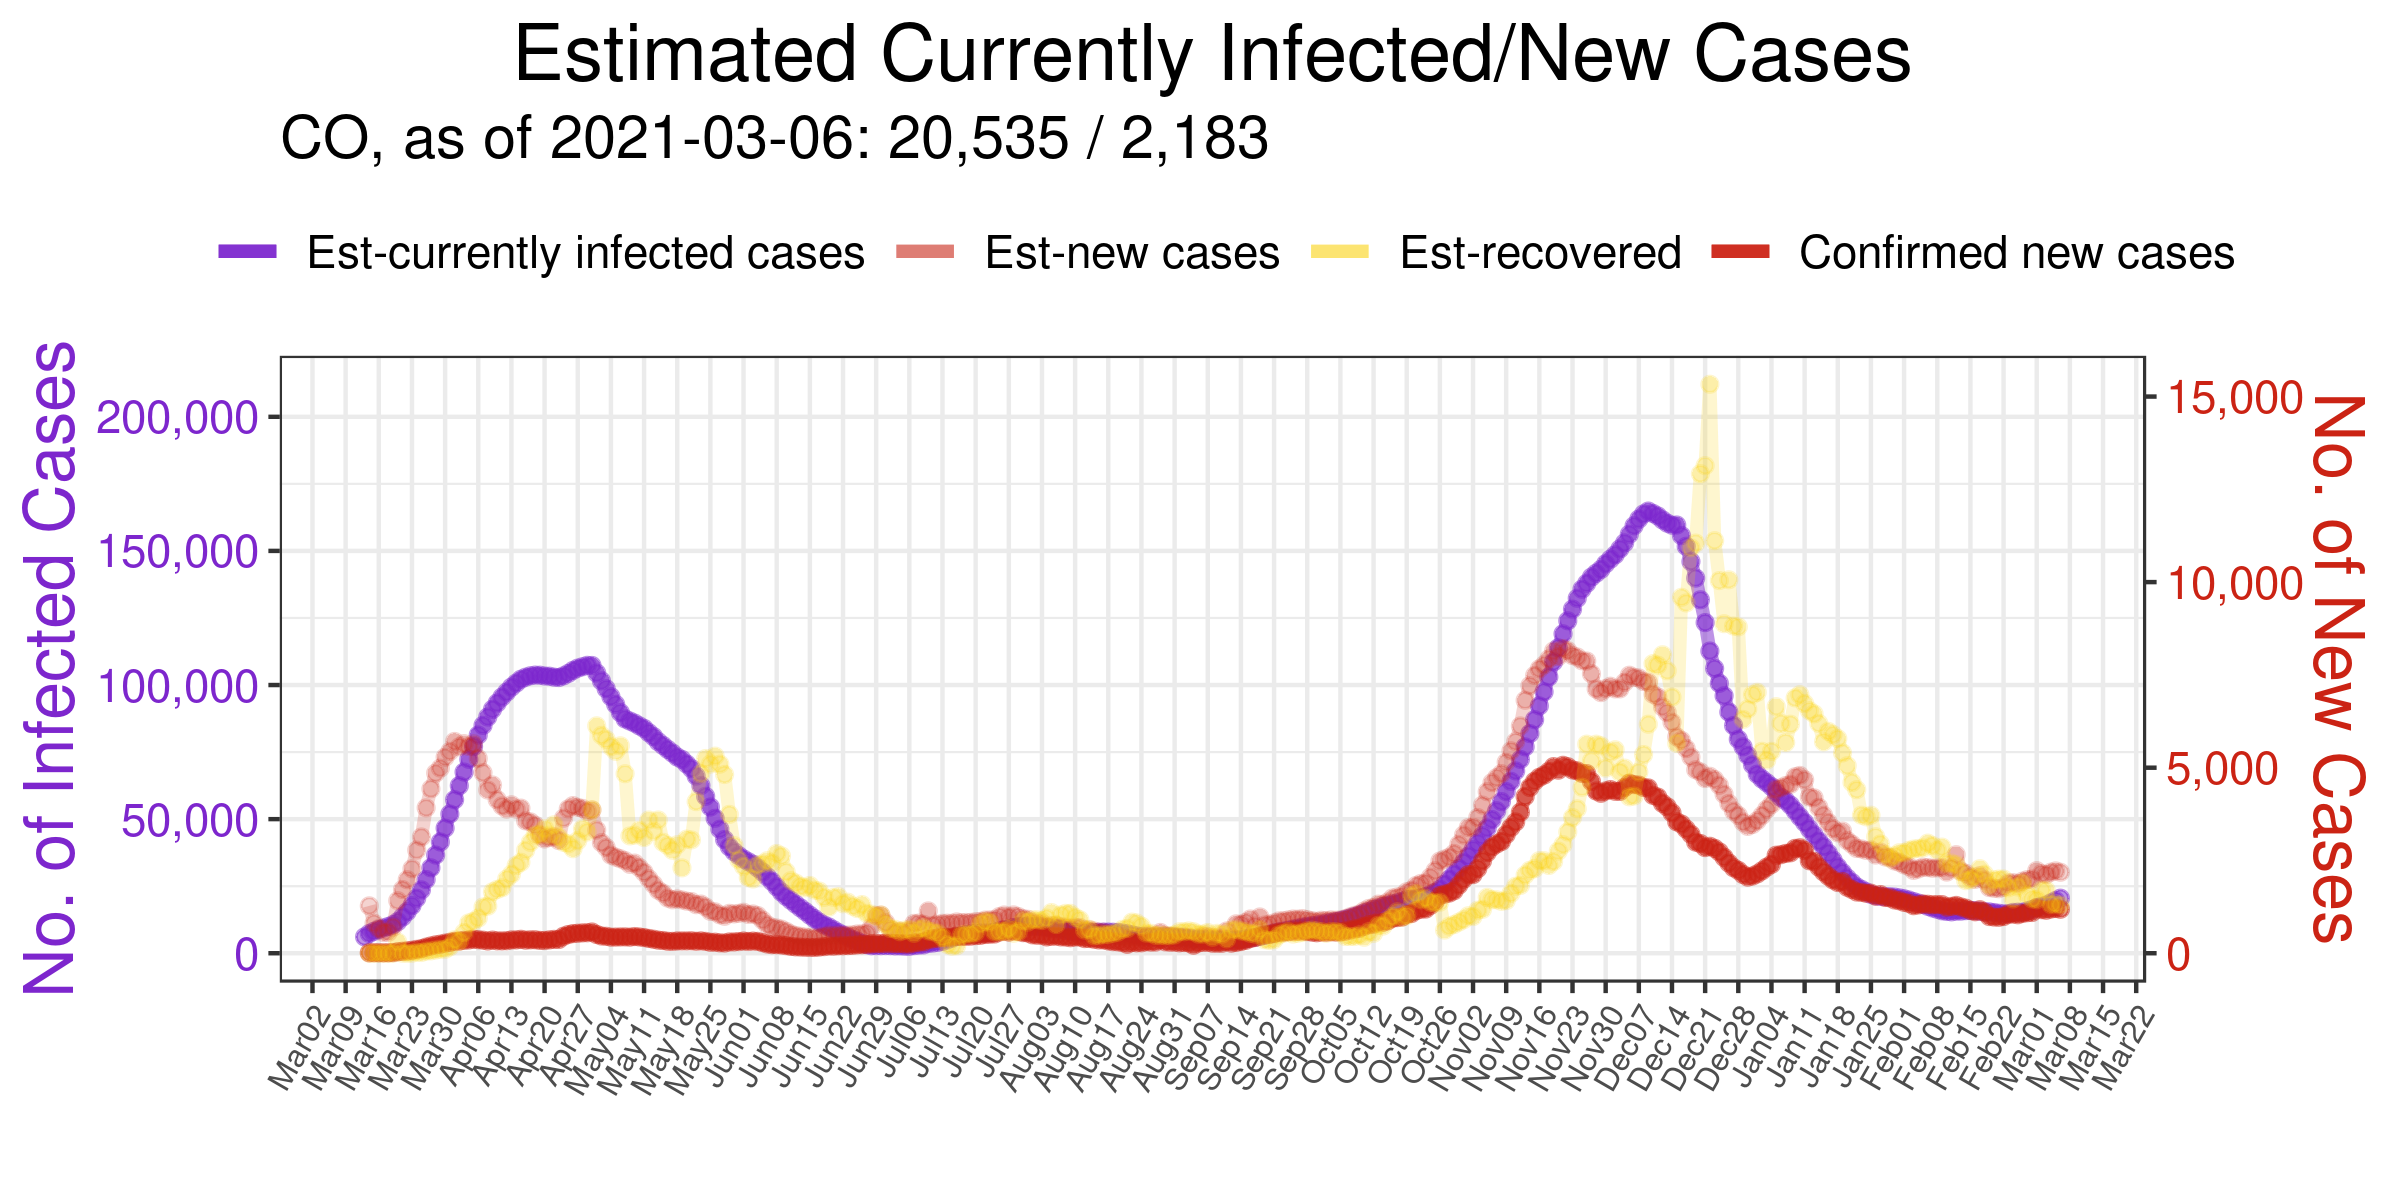 Estimated Currently Infected/New Cases
CO, as of 2021-03-06: 20,535 / 2,183
Est-currently infected cases Est-new cases Est-recovered Confirmed new cases
No. of Infected Cases
200,000
150,000
100,000
50,000
0
15,000
10,000
5,000
0
No. of New Cases
Mar02 Mar09 Mar16 Mar23 Mar30 Apr06 Apr13 Apr20 Apr27 May04 May11 May18 May25 Jun01 Jun08 Jun15 Jun22 Jun29 Jul06 Jul13 Jul20 Jul27 Aug03 Aug10 Aug17 Aug24 Aug31 Sep07 Sep14 Sep21 Sep28 Oct05 Oct12 Oct19 Oct26 Nov02 Nov09 Nov16 Nov23 Nov30 Dec07 Dec14 Dec21 Dec28 Jan04 Jan11 Jan18 Jan25 Feb01 Feb08 Feb15 Feb22 Mar01 Mar08 Mar15 Mar22